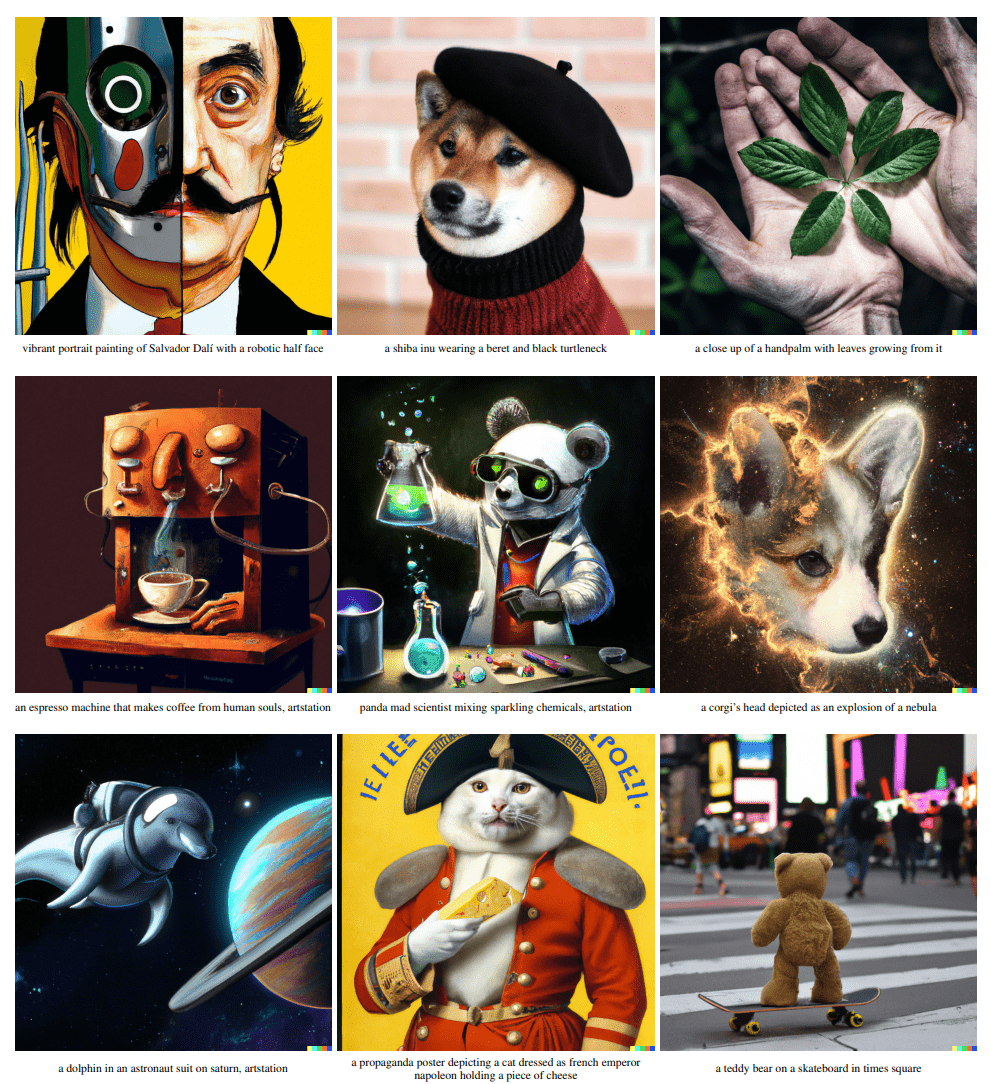 vibrant portrait painting of Salvador Dalí with a robotic half face
a shiba inu wearing a beret and black turtleneck
a close up of a handpalm with leaves growing from it
an espresso machine that makes coffee from human souls, artstation
panda mad scientist mixing sparkling chemicals, artstation
a corgi’s head depicted as an explosion of a nebula
a dolphin in an astronaut suit on saturn, artstation
a propaganda poster depicting a cat dressed as french emperor
napoleon holding a piece of cheese
a teddy bear on a skateboard in times square